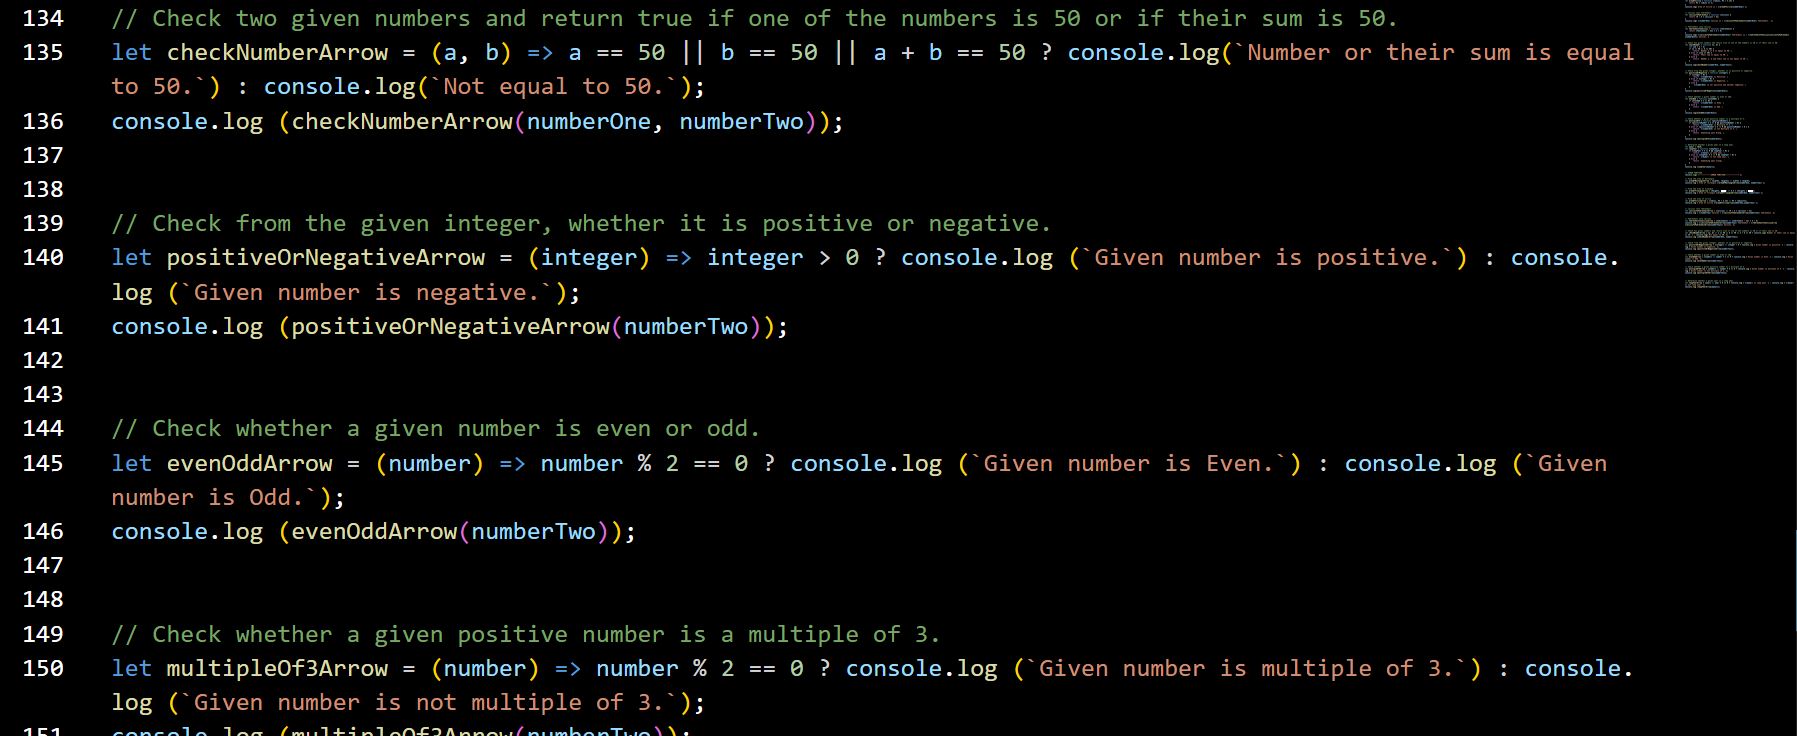 134 // Check two given numbers and return true if one of the numbers is 50 or if their sum is 50.
135 let checkNumberArrow = (a, b) => a == 50 || b == 50 || a + b == 50 ? console.log(`Number or their sum is equal
to 50.`) : console.log(`Not equal to 50.`);
136 console.log (checkNumberArrow(numberOne, numberTwo));
137
138
139 // Check from the given integer, whether it is positive or negative.
140 let positiveOrNegativeArrow = (integer) => integer > 0 ? console.log (`Given number is positive.`) : console.
log (`Given number is negative.`);
141 console.log (positiveOrNegativeArrow(numberTwo));
142
143
144 // Check whether a given number is even or odd.
145 let evenOddArrow = (number) => number % 2 == 0 ? console.log (`Given number is Even.`) : console.log (`Given
number is Odd.`);
146 console.log (evenOddArrow(numberTwo));
147
148
149 // Check whether a given positive number is a multiple of 3.
150 let multipleOf3Arrow = (number) => number % 2 == 0 ? console.log (`Given number is multiple of 3.`) : console.
log (`Given number is not multiple of 3.`);
151 console.log (multipleOf3Arrow(numberTwo));